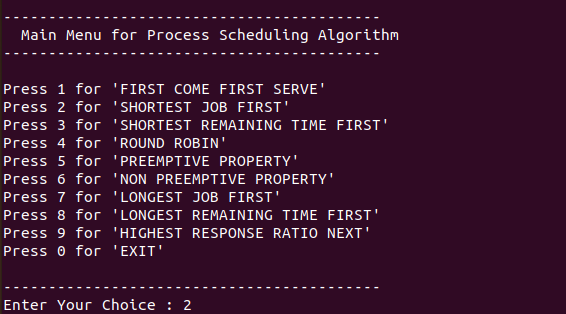 ------------------------------------------
Main Menu for Process Scheduling Algorithm
------------------------------------------
Press 1 for 'FIRST COME FIRST SERVE'
Press 2 for 'SHORTEST JOB FIRST'
Press 3 for 'SHORTEST REMAINING TIME FIRST'
Press 4 for 'ROUND ROBIN'
Press 5 for 'PREEMPTIVE PROPERTY'
Press 6 for 'NON PREEMPTIVE PROPERTY'
Press 7 for 'LONGEST JOB FIRST'
Press 8 for 'LONGEST REMAINING TIME FIRST'
Press 9 for 'HIGHEST RESPONSE RATIO NEXT'
Press 0 for 'EXIT'
------------------------------------------
Enter Your Choice : 2